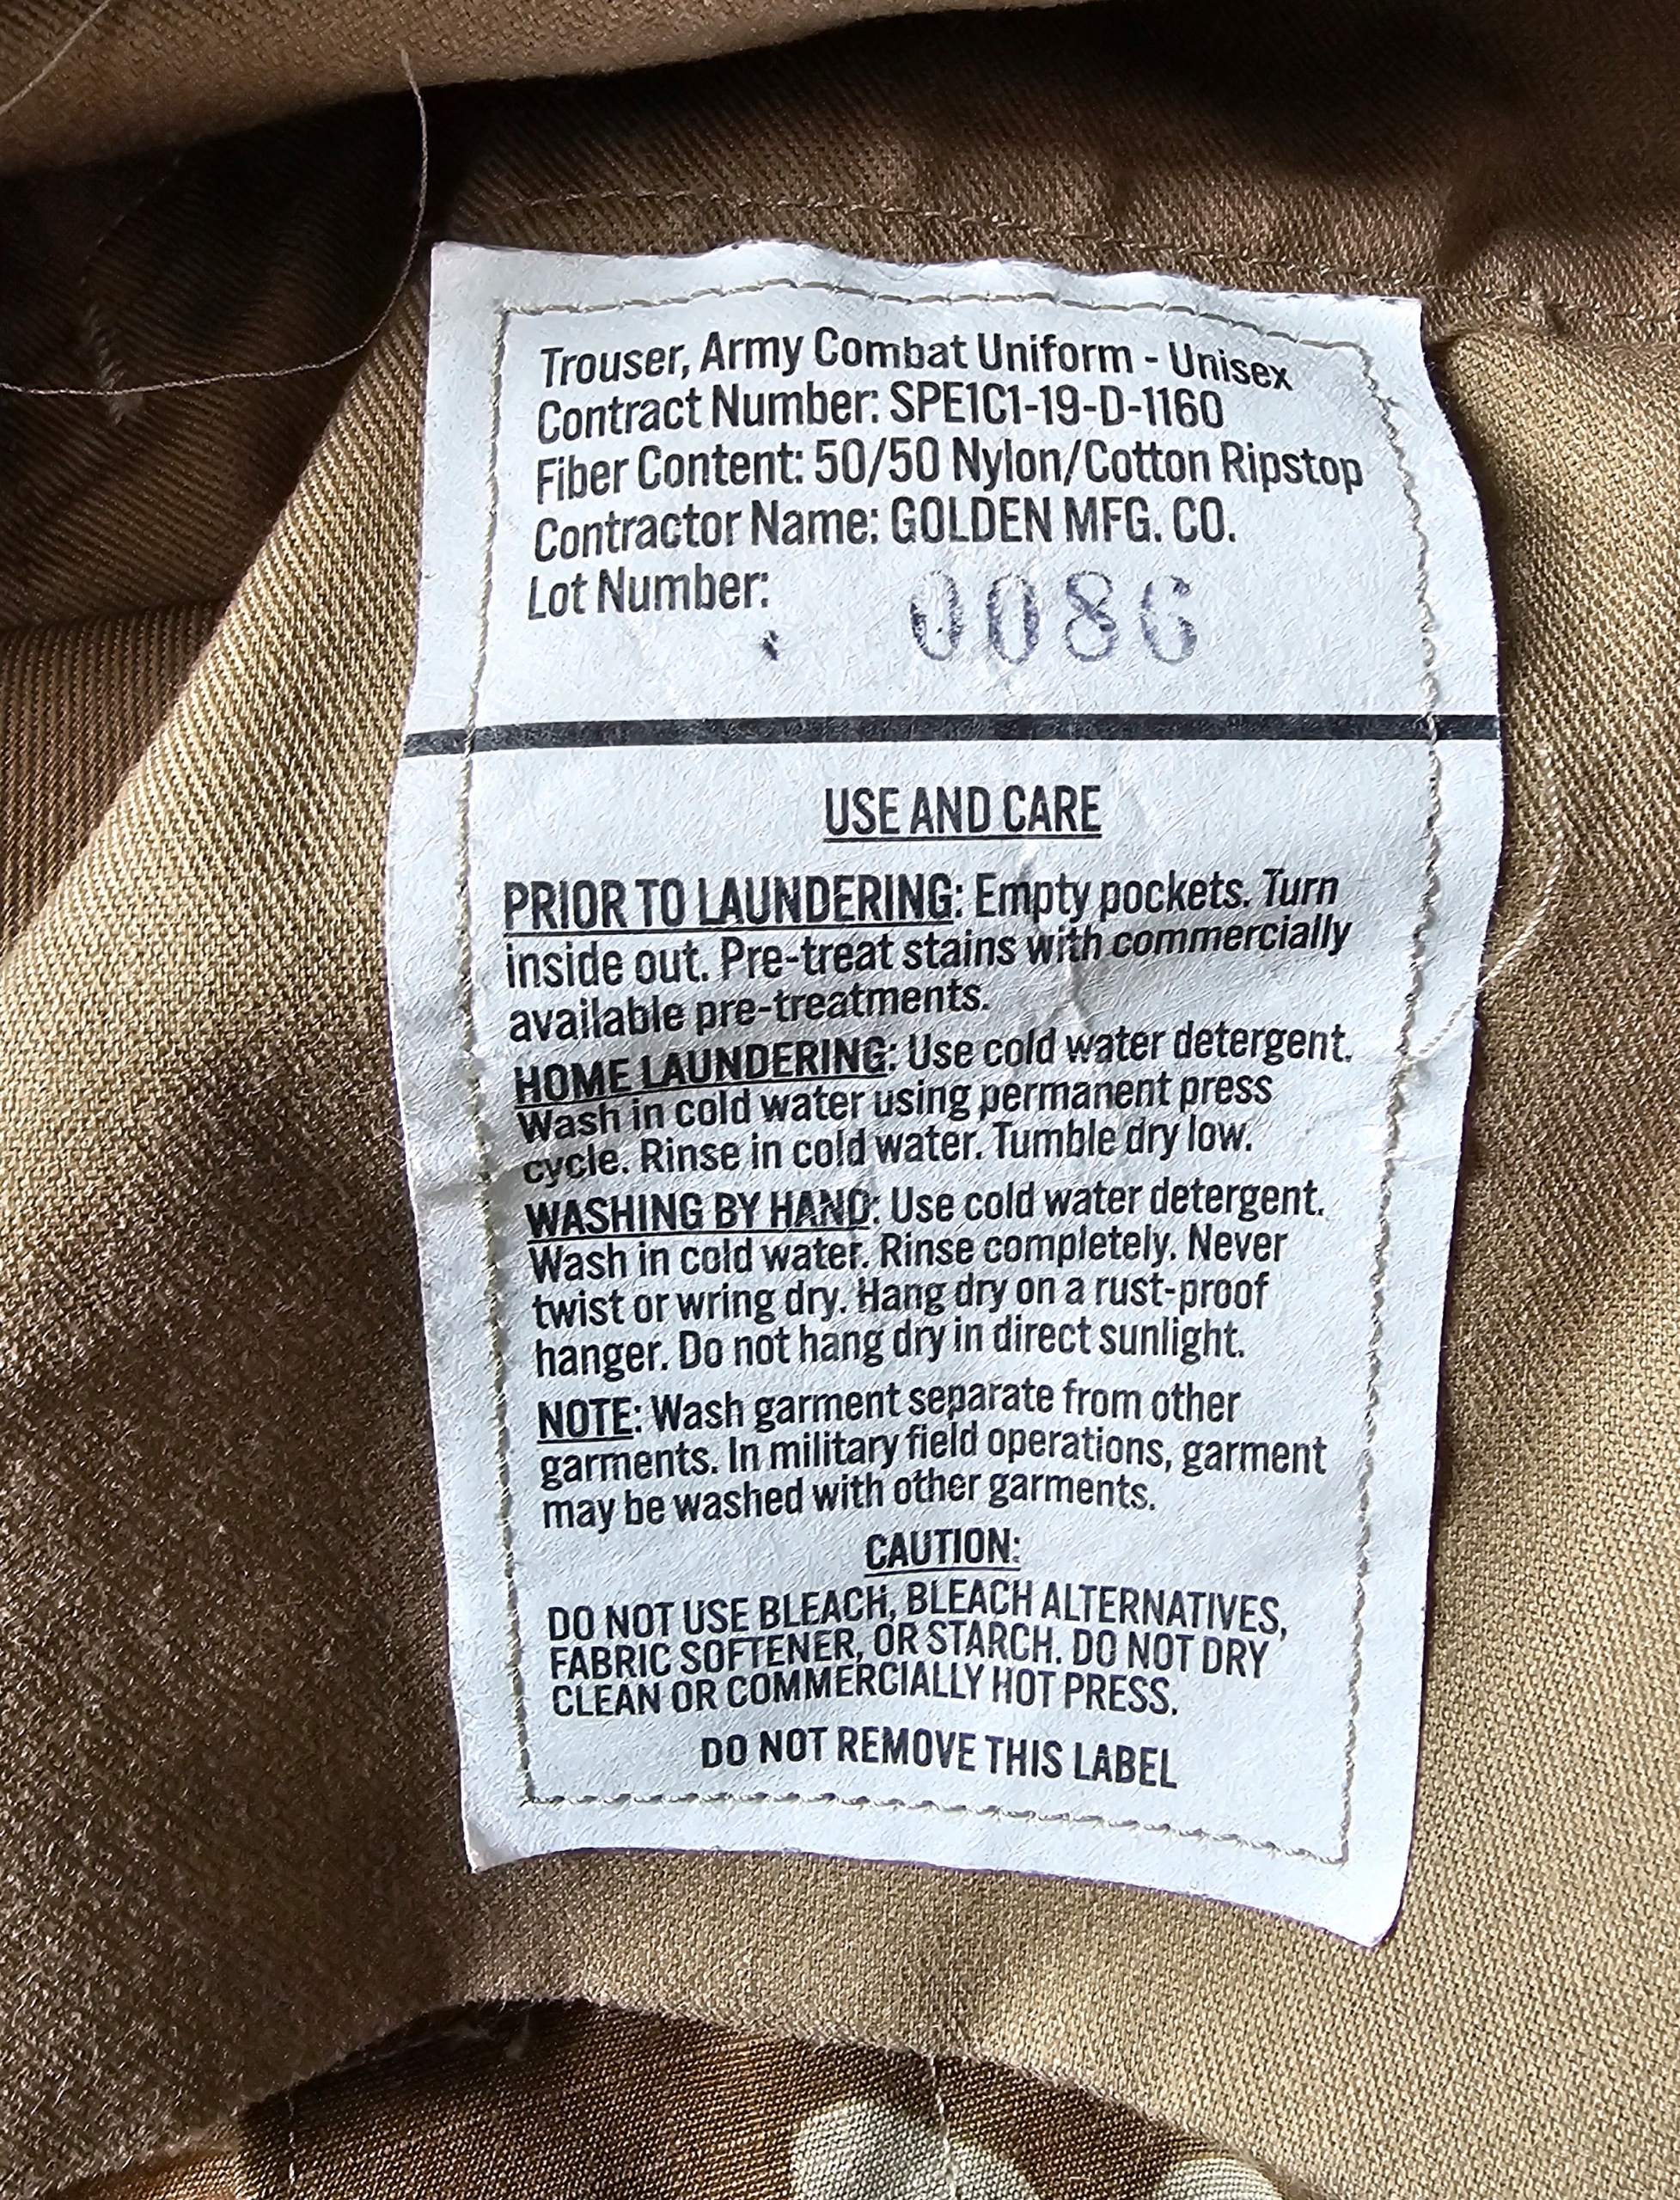 Trouser, Army Combat Uniform - Unisex
Contract Number: SPE1C1-19-D-1160
Fiber Content: 50/50 Nylon/Cotton Ripstop
Contractor Name: GOLDEN MFG. CO.
Lot Number:
0086
USE AND CARE
PRIOR TO LAUNDERING: Empty pockets. Turn
inside out. Pre-treat stains with commercially
available pre-treatments.
HOME LAUNDERING: Use cold water detergent.
Wash in cold water using permanent press
cycle. Rinse in cold water. Tumble dry low.
WASHING BY HAND: Use cold water detergent.
Wash in cold water. Rinse completely. Never
twist or wring dry. Hang dry on a rust-proof
hanger. Do not hang dry in direct sunlight.
NOTE: Wash garment separate from other
garments. In military field operations, garment
may be washed with other garments.
CAUTION:
DO NOT USE BLEACH, BLEACH ALTERNATIVES,
FABRIC SOFTENER, OR STARCH. DO NOT DRY
CLEAN OR COMMERCIALLY HOT PRESS.
DO NOT REMOVE THIS LABEL